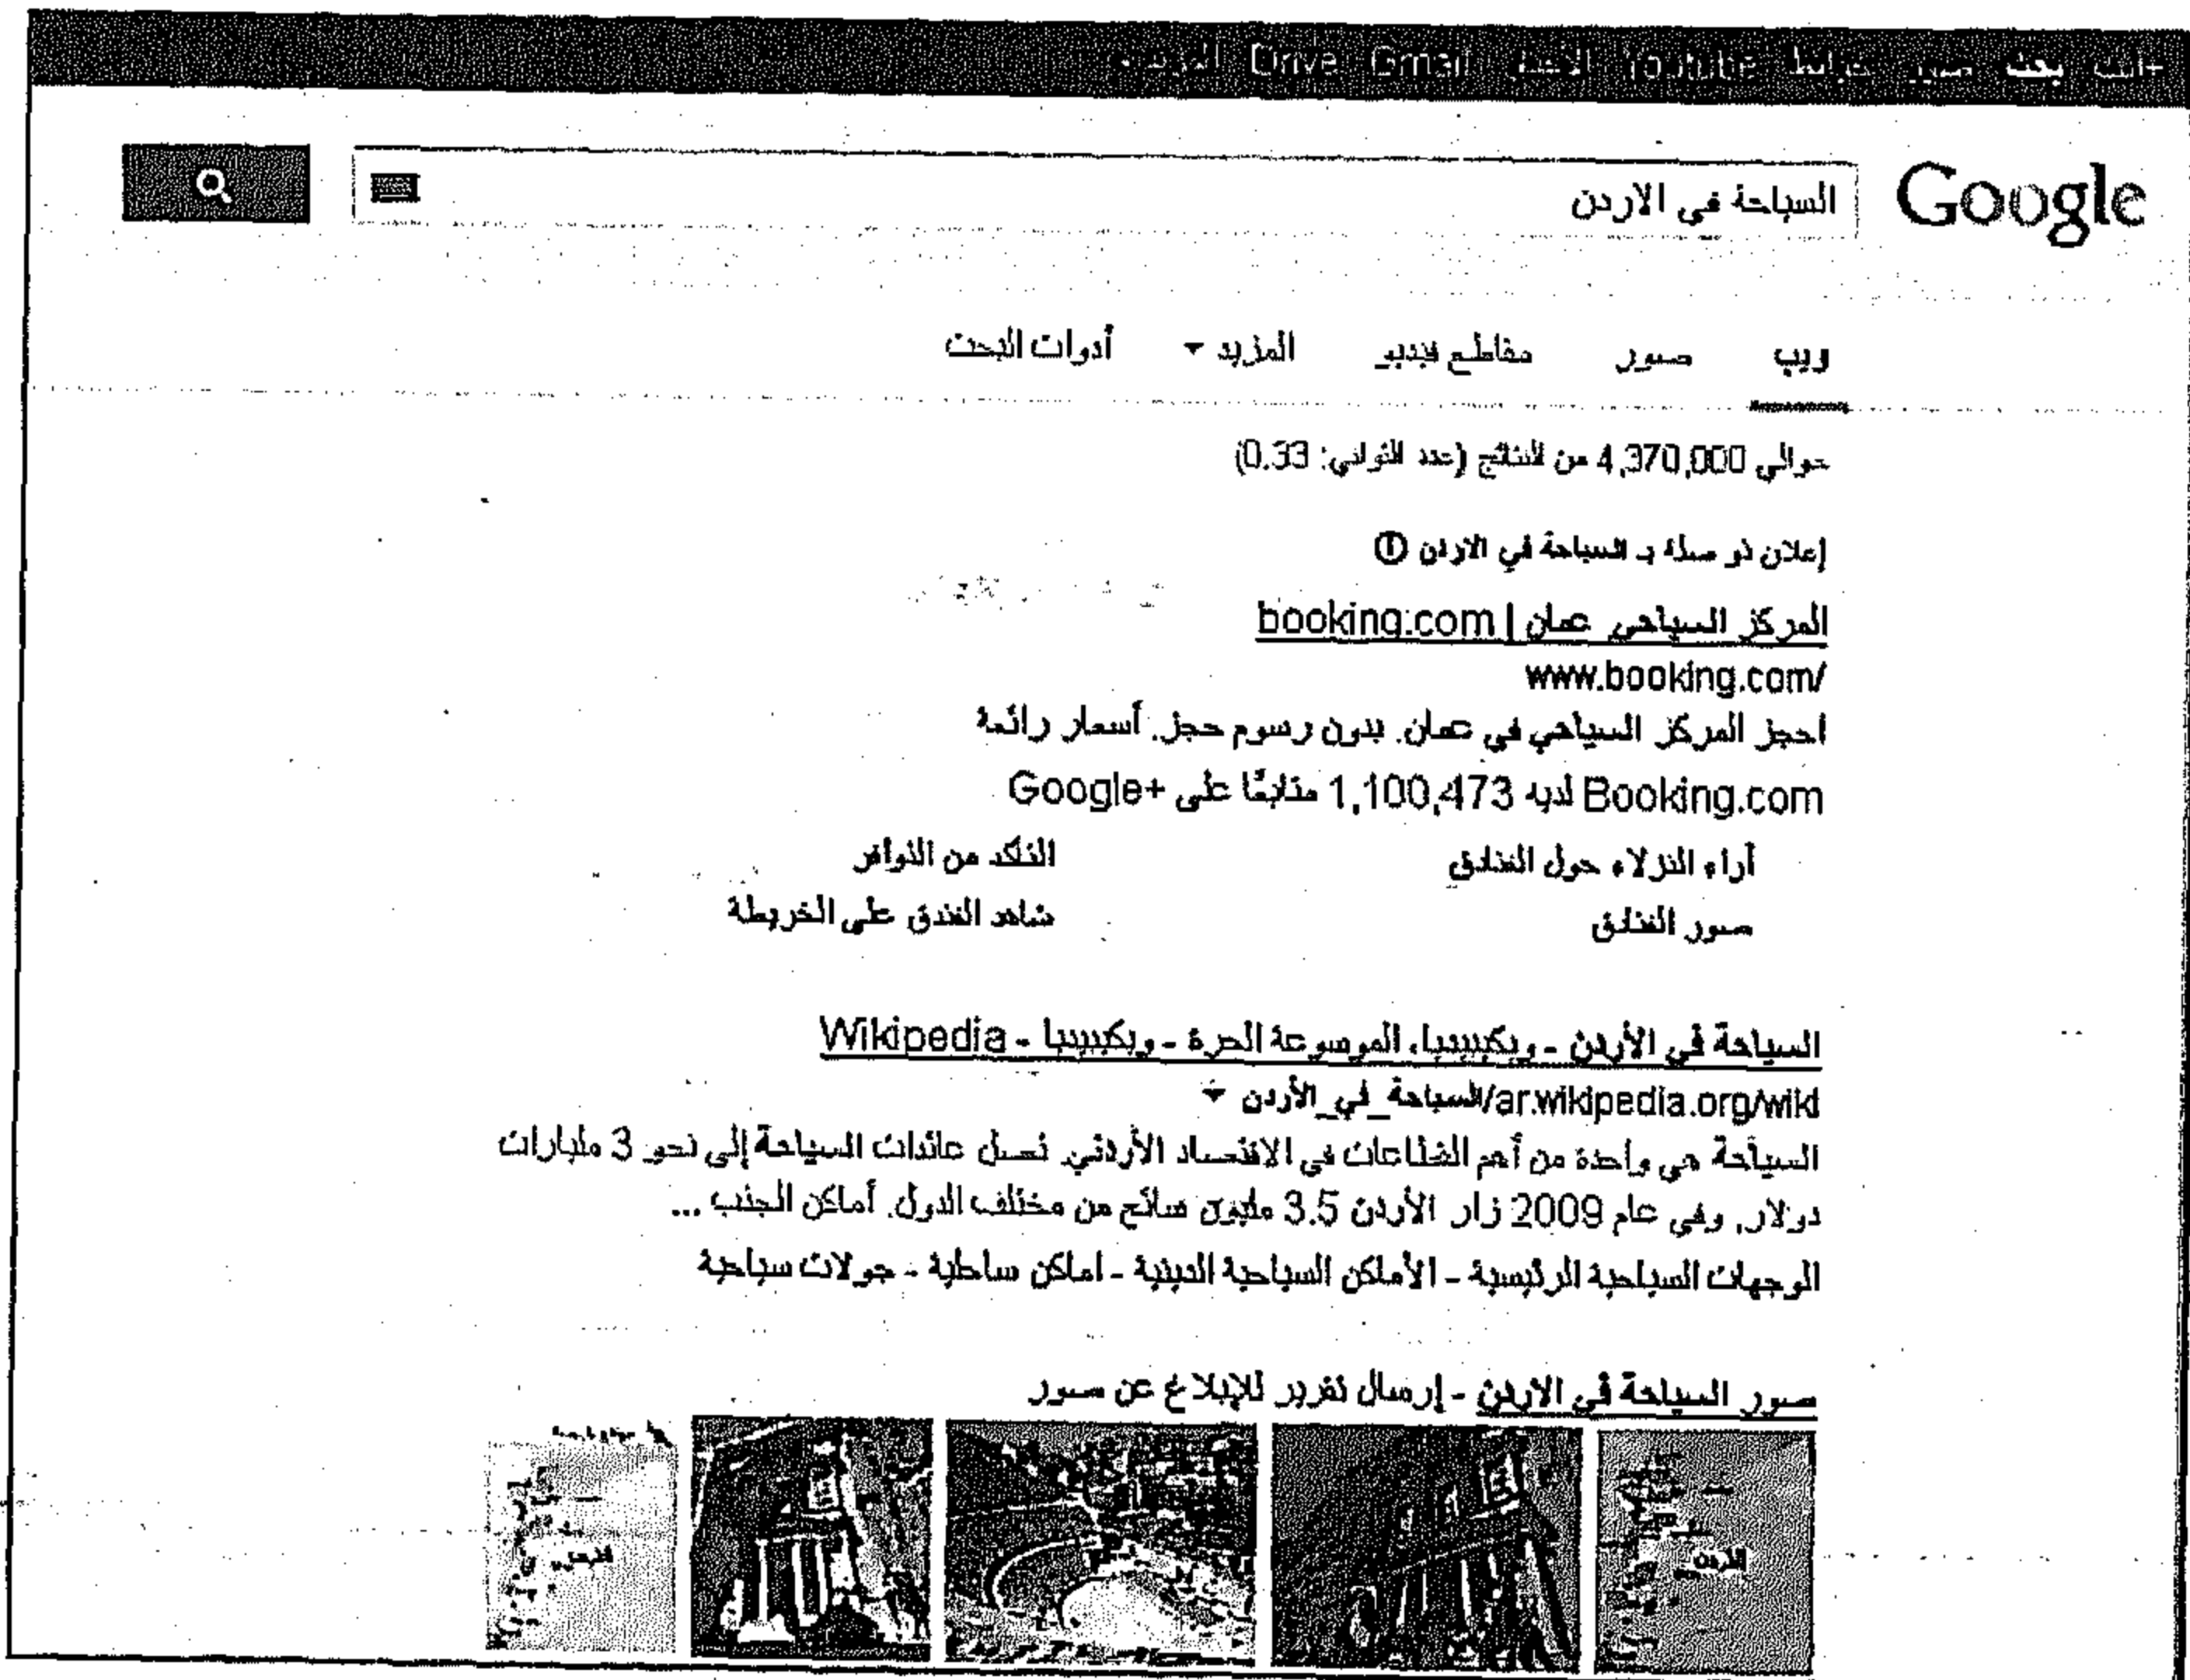 +أنت بحث صور خرائط Youtube الأخبار Gmail Drive المزيد
Google
السياحة في الاردن
ويب صور مقاطع فيديو المزيد أدوات البحث
حوالي 4,370,000 من النتائج (عدد الثواني: 0.33)
إعلان ذو صلة بـ السياحة في الاردن
المركز السياحي عمان | booking.com
www.booking.com/
احجز المركز السياحي في عمان. بدون رسوم حجز. أسعار رائعة
Booking.com لديه 1,100,473 متابعًا على Google+
آراء النزلاء حول الفنادق التأكد من التوافر
صور الفنادق شاهد الفندق على الخريطة
السياحة في الأردن - ويكيبيديا، الموسوعة الحرة - ويكيبيديا - Wikipedia
ar.wikipedia.org/wiki/السياحة_في_الأردن
السياحة هي واحدة من أهم القطاعات في الاقتصاد الأردني. تصل عائدات السياحة إلى نحو 3 مليارات
دولار, وفي عام 2009 زار الأردن 3.5 مليون سائح من مختلف الدول. أماكن الجذب ...
الوجهات السياحية الرئيسية - الأماكن السياحية الدينية - اماكن ساطية - جولات سياحية
صور السياحة في الاردن - إرسال تقرير للإبلاغ عن صور